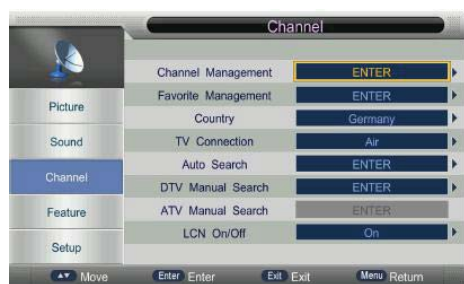 Channel
Picture
Sound
Channel
Feature
Setup
Channel Management ENTER
Favorite Management ENTER
Country Germany
TV Connection Air
Auto Search ENTER
DTV Manual Search ENTER
ATV Manual Search ENTER
LCN On/Off On
Move Enter Enter Exit Exit Menu Return